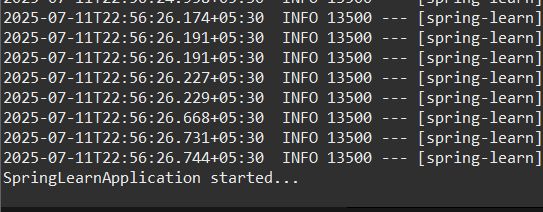 2025-07-11T22:56:24.998+05:30  INFO 13500 --- [spring-learn]
2025-07-11T22:56:26.174+05:30  INFO 13500 --- [spring-learn]
2025-07-11T22:56:26.191+05:30  INFO 13500 --- [spring-learn]
2025-07-11T22:56:26.191+05:30  INFO 13500 --- [spring-learn]
2025-07-11T22:56:26.227+05:30  INFO 13500 --- [spring-learn]
2025-07-11T22:56:26.229+05:30  INFO 13500 --- [spring-learn]
2025-07-11T22:56:26.668+05:30  INFO 13500 --- [spring-learn]
2025-07-11T22:56:26.731+05:30  INFO 13500 --- [spring-learn]
2025-07-11T22:56:26.744+05:30  INFO 13500 --- [spring-learn]
SpringLearnApplication started...